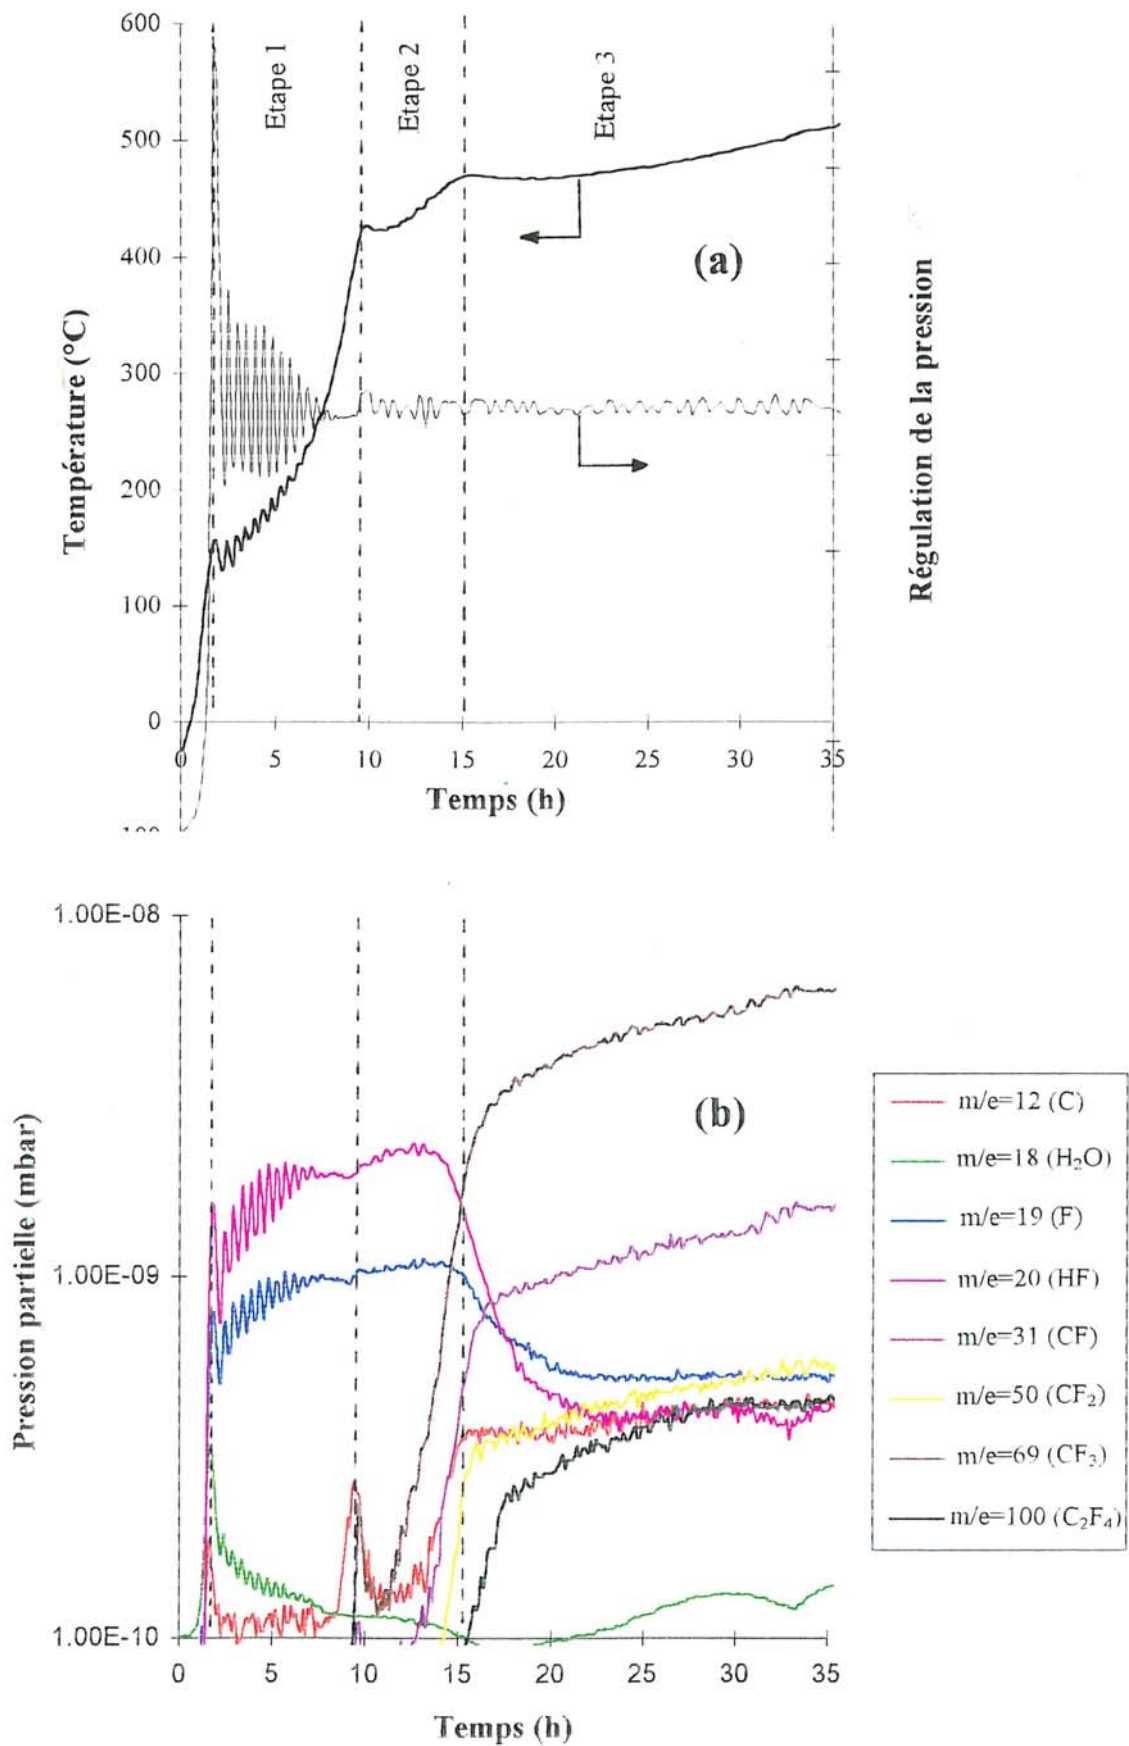 600
500
400
300
200
100
0
Température (°C)
Etape 1
Etape 2
Etape 3
(a)
Régulation de la pression
0 5 10 15 20 25 30 35
Temps (h)
1.00E-08
1.00E-09
1.00E-10
Pression partielle (mbar)
(b)
m/e=12 (C)
m/e=18 (H₂O)
m/e=19 (F)
m/e=20 (HF)
m/e=31 (CF)
m/e=50 (CF₂)
m/e=69 (CF₃)
m/e=100 (C₂F₄)
0 5 10 15 20 25 30 35
Temps (h)